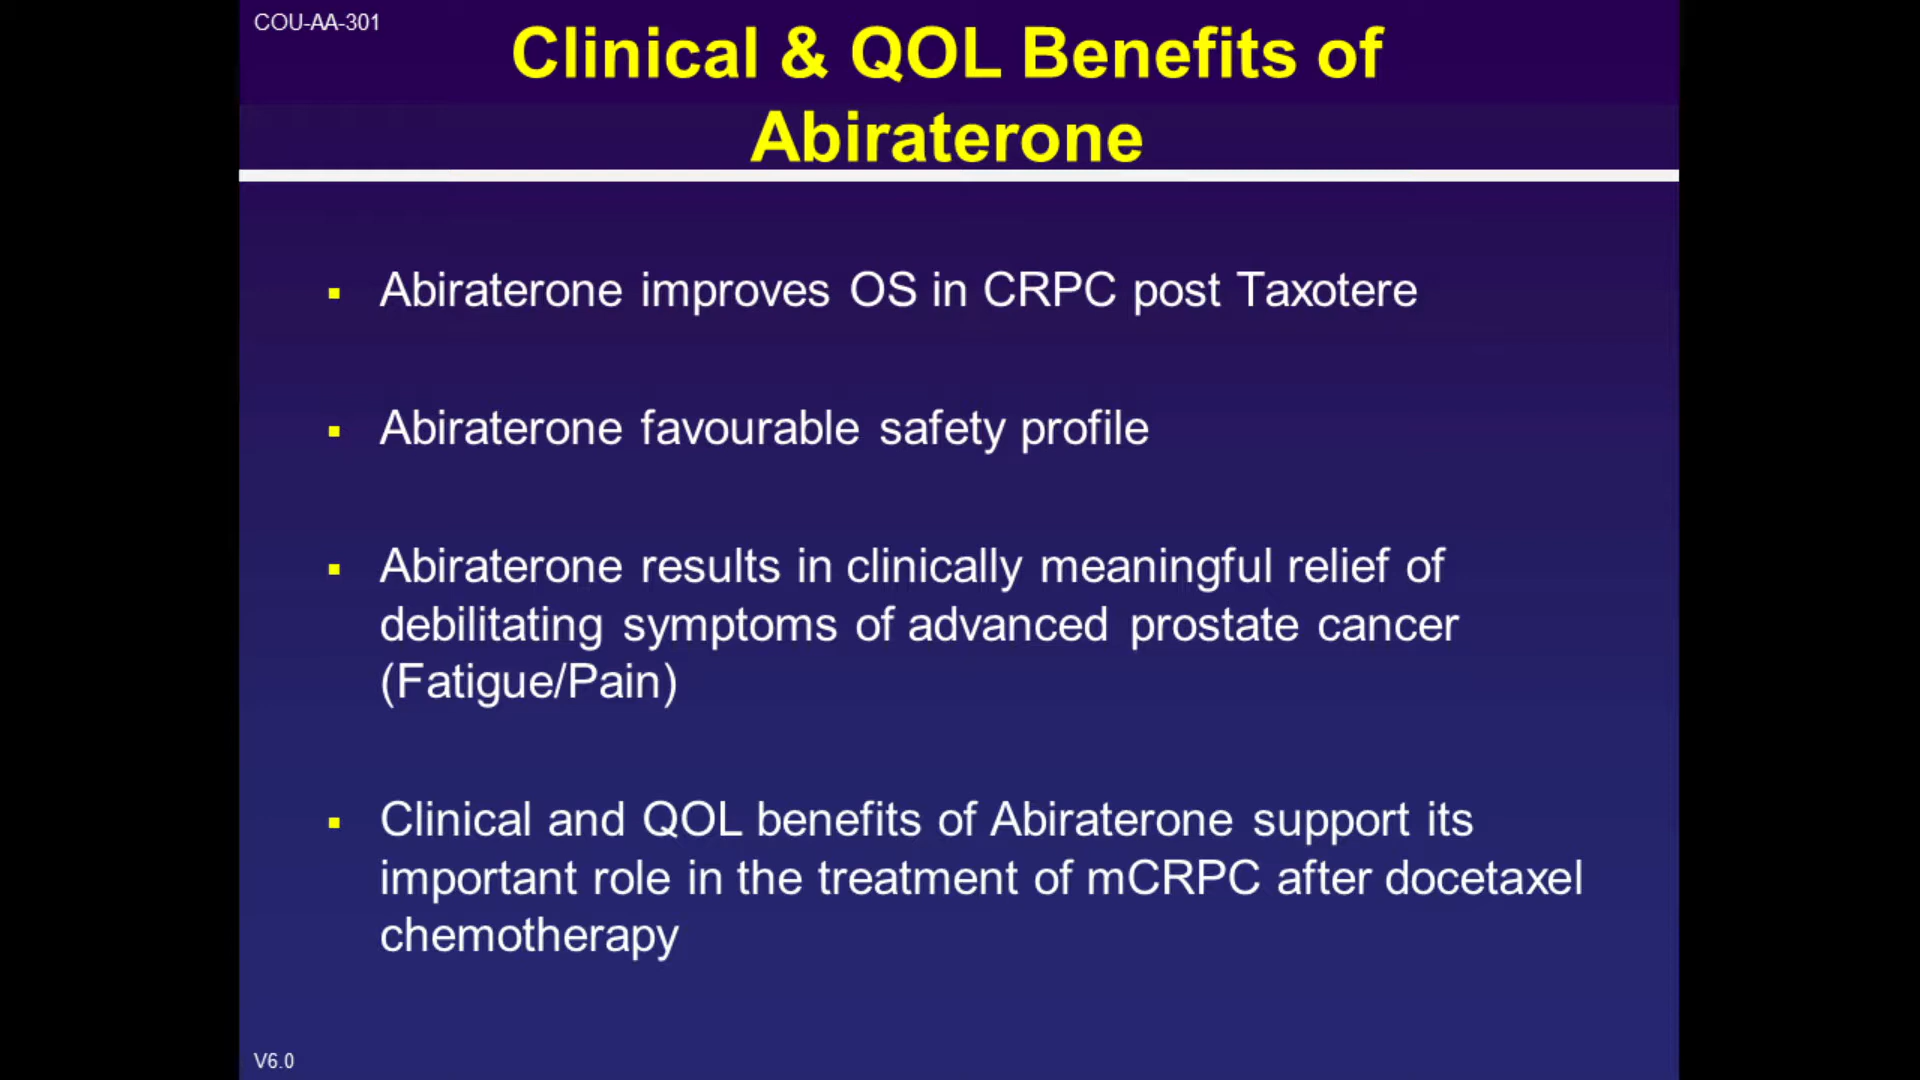 COU-AA-301
Clinical & QOL Benefits of
Abiraterone
▪ Abiraterone improves OS in CRPC post Taxotere
▪ Abiraterone favourable safety profile
▪ Abiraterone results in clinically meaningful relief of
debilitating symptoms of advanced prostate cancer
(Fatigue/Pain)
▪ Clinical and QOL benefits of Abiraterone support its
important role in the treatment of mCRPC after docetaxel
chemotherapy
V6.0